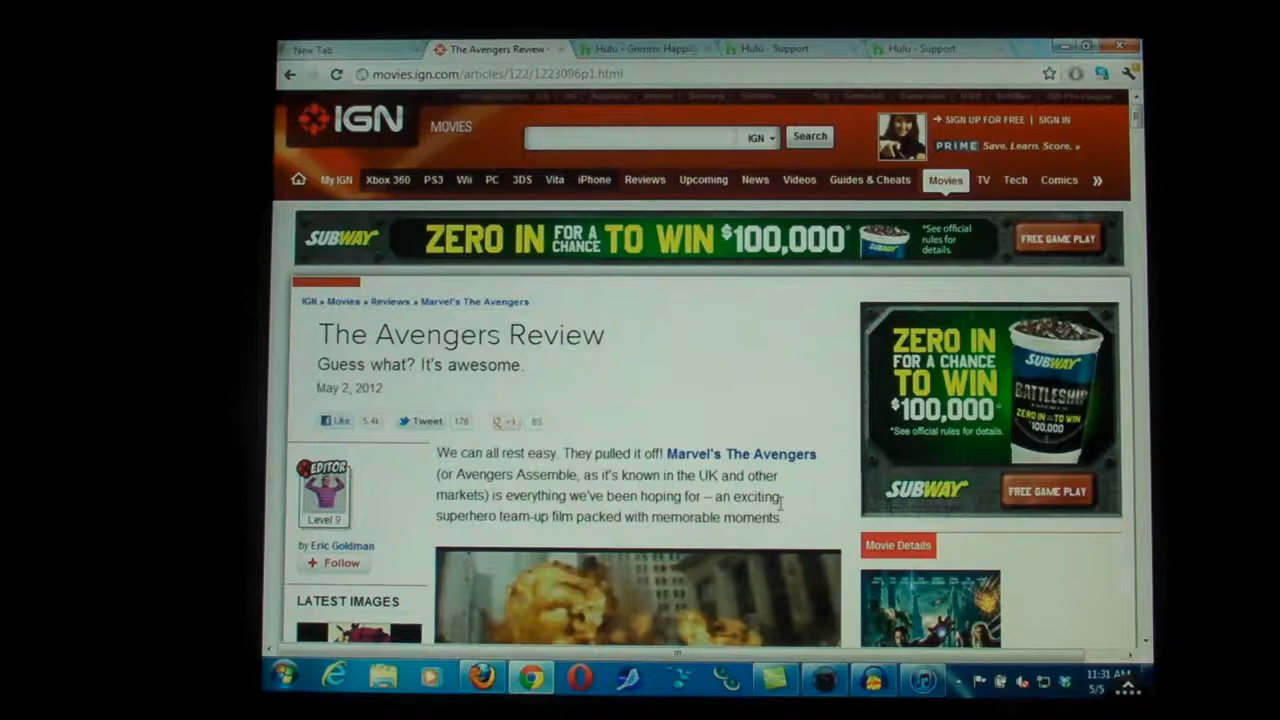 New Tab
The Avengers Review -
Hulu - Grimm: Happily
Hulu - Support
Hulu - Support
movies.ign.com/articles/122/1223096p1.html
IGN
MOVIES
IGN
Search
SIGN UP FOR FREE | SIGN IN
PRIME Save. Learn. Score. »
My IGN Xbox 360 PS3 Wii PC 3DS Vita iPhone Reviews Upcoming News Videos Guides & Cheats Movies TV Tech Comics »
SUBWAY ZERO IN FOR A CHANCE TO WIN $100,000* SUBWAY *See official rules for details. FREE GAME PLAY
IGN » Movies » Reviews » Marvel's The Avengers
The Avengers Review
Guess what? It's awesome.
May 2, 2012
Like 5.4k Tweet 176 +1 83
We can all rest easy. They pulled it off! Marvel's The Avengers
(or Avengers Assemble, as it's known in the UK and other
markets) is everything we've been hoping for – an exciting
superhero team-up film packed with memorable moments.
EDITOR
Level 9
by Eric Goldman
+ Follow
LATEST IMAGES
ZERO IN
FOR A CHANCE
TO WIN
$100,000*
*See official rules for details.
SUBWAY
BATTLESHIP
ZERO IN TO WIN
$100,000
SUBWAY
FREE GAME PLAY
Movie Details
11:31 AM
5/5